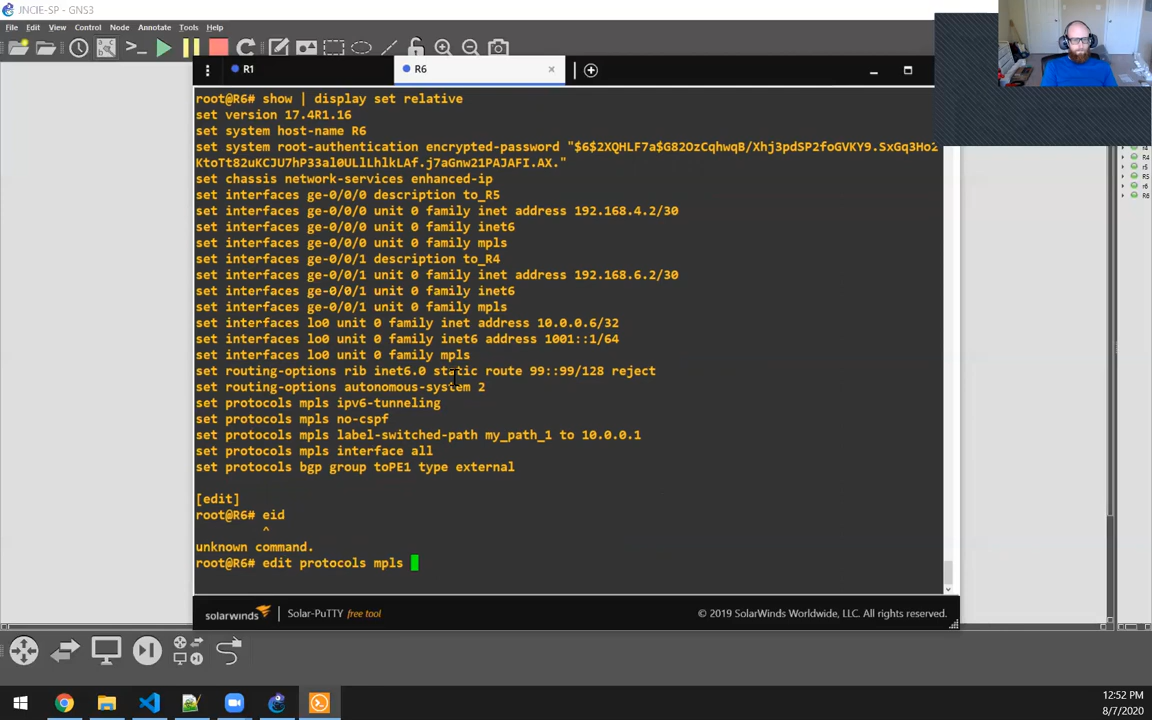 JNCIE-SP - GNS3
File Edit View Control Node Annotate Tools Help
R1
R6
root@R6# show | display set relative
set version 17.4R1.16
set system host-name R6
set system root-authentication encrypted-password "$6$2XQHLF7a$G82OzCqhwqB/Xhj3pdSP2foGVKY9.SxGq3Ho2
KtoTt82uKCJU7hP33al0ULlLhlkLAf.j7aGnw21PAJAFI.AX."
set chassis network-services enhanced-ip
set interfaces ge-0/0/0 description to_R5
set interfaces ge-0/0/0 unit 0 family inet address 192.168.4.2/30
set interfaces ge-0/0/0 unit 0 family inet6
set interfaces ge-0/0/0 unit 0 family mpls
set interfaces ge-0/0/1 description to_R4
set interfaces ge-0/0/1 unit 0 family inet address 192.168.6.2/30
set interfaces ge-0/0/1 unit 0 family inet6
set interfaces ge-0/0/1 unit 0 family mpls
set interfaces lo0 unit 0 family inet address 10.0.0.6/32
set interfaces lo0 unit 0 family inet6 address 1001::1/64
set interfaces lo0 unit 0 family mpls
set routing-options rib inet6.0 static route 99::99/128 reject
set routing-options autonomous-system 2
set protocols mpls ipv6-tunneling
set protocols mpls no-cspf
set protocols mpls label-switched-path my_path_1 to 10.0.0.1
set protocols mpls interface all
set protocols bgp group toPE1 type external
[edit]
root@R6# eid
^
unknown command.
root@R6# edit protocols mpls
solarwinds Solar-PuTTY free tool
© 2019 SolarWinds Worldwide, LLC. All rights reserved.
R4
r5
R5
r6
R6
12:52 PM
8/7/2020